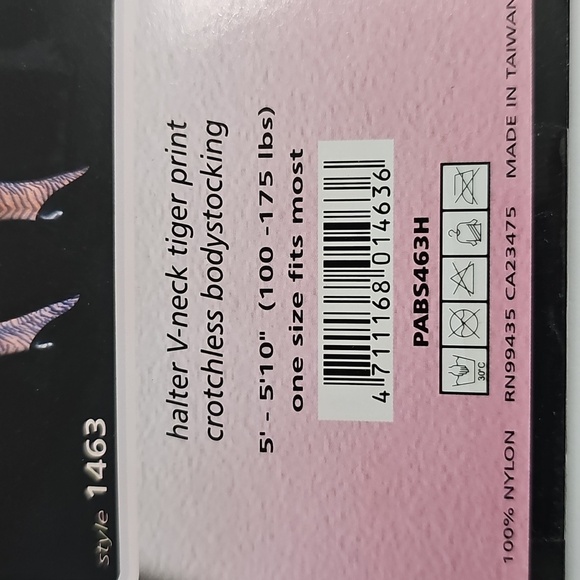 style 1463
halter V-neck tiger print
crotchless bodystocking
5' - 5'10" (100 -175 lbs)
one size fits most
4 711168 014636
PABS463H
30°C
100% NYLON RN99435 CA23475 MADE IN TAIWAN